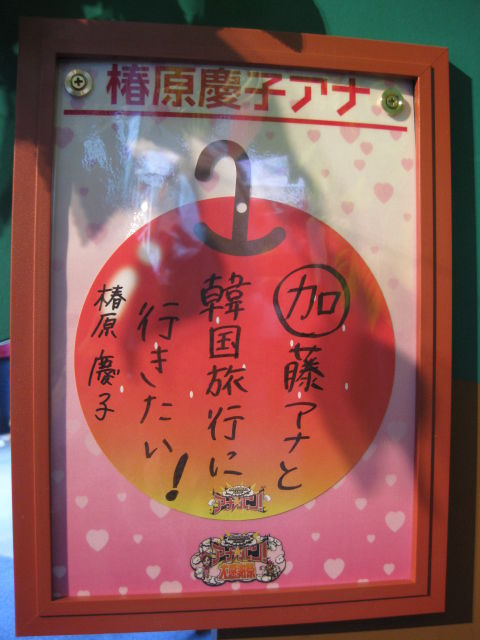 椿原慶子アナ
加藤アナと
韓国旅行に
行きたい!
椿原慶子